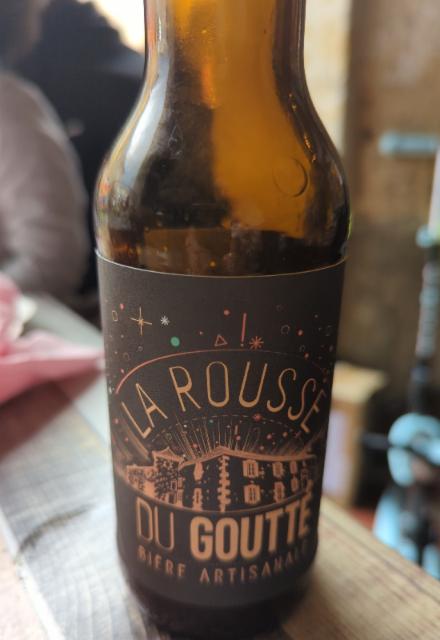 LA ROUSSE
DU GOUTTE
BIÈRE ARTISANALE